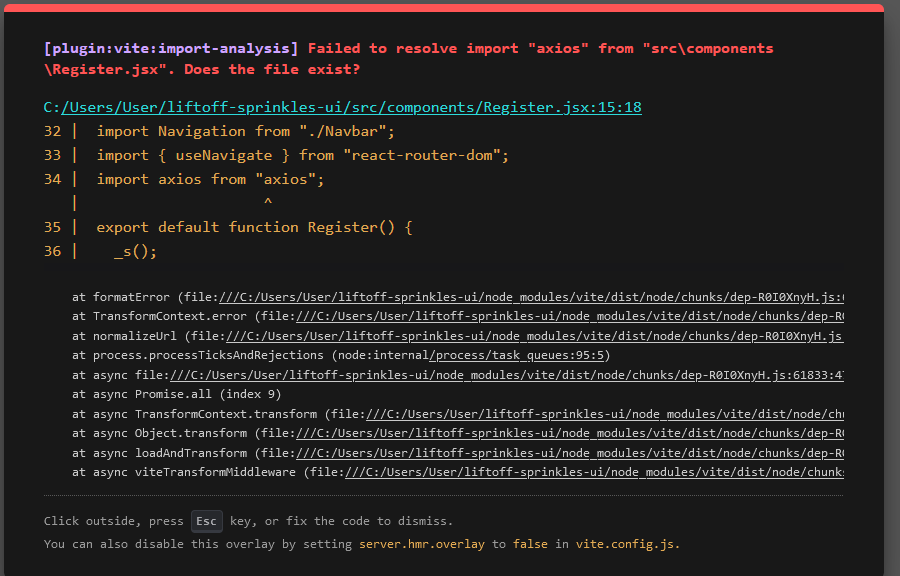 [plugin:vite:import-analysis] Failed to resolve import "axios" from "src\components
\Register.jsx". Does the file exist?
C:/Users/User/liftoff-sprinkles-ui/src/components/Register.jsx:15:18
32 |  import Navigation from "./Navbar";
33 |  import { useNavigate } from "react-router-dom";
34 |  import axios from "axios";
   |                     ^
35 |  export default function Register() {
36 |    _s();
at formatError (file:///C:/Users/User/liftoff-sprinkles-ui/node_modules/vite/dist/node/chunks/dep-R0I0XnyH.js:
at TransformContext.error (file:///C:/Users/User/liftoff-sprinkles-ui/node_modules/vite/dist/node/chunks/dep-R
at normalizeUrl (file:///C:/Users/User/liftoff-sprinkles-ui/node_modules/vite/dist/node/chunks/dep-R0I0XnyH.js
at process.processTicksAndRejections (node:internal/process/task_queues:95:5)
at async file:///C:/Users/User/liftoff-sprinkles-ui/node_modules/vite/dist/node/chunks/dep-R0I0XnyH.js:61833:4
at async Promise.all (index 9)
at async TransformContext.transform (file:///C:/Users/User/liftoff-sprinkles-ui/node_modules/vite/dist/node/ch
at async Object.transform (file:///C:/Users/User/liftoff-sprinkles-ui/node_modules/vite/dist/node/chunks/dep-R
at async loadAndTransform (file:///C:/Users/User/liftoff-sprinkles-ui/node_modules/vite/dist/node/chunks/dep-R
at async viteTransformMiddleware (file:///C:/Users/User/liftoff-sprinkles-ui/node_modules/vite/dist/node/chunk
Click outside, press Esc key, or fix the code to dismiss.
You can also disable this overlay by setting server.hmr.overlay to false in vite.config.js.